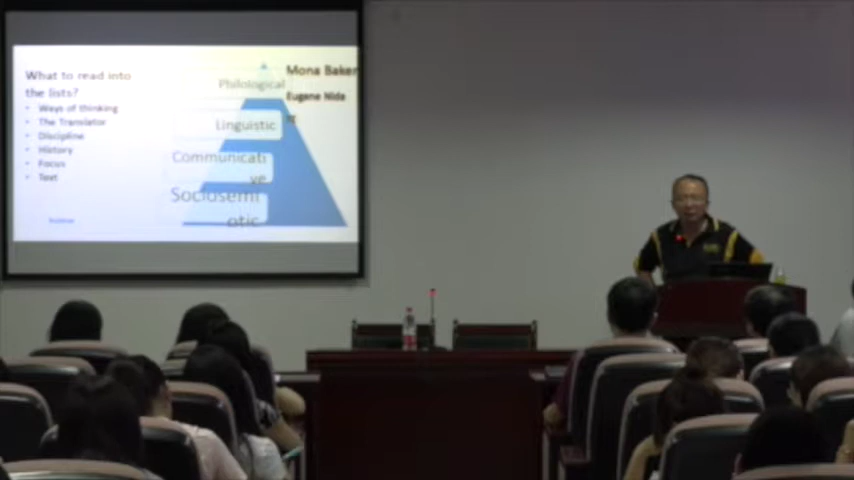 What to read into
the lists?
• Ways of thinking
• The Translator
• Discipline
• History
• Focus
• Text
Philological
Linguistic
Communicati
ve
Sociosemi
otic
Mona Baker
Eugene Nida